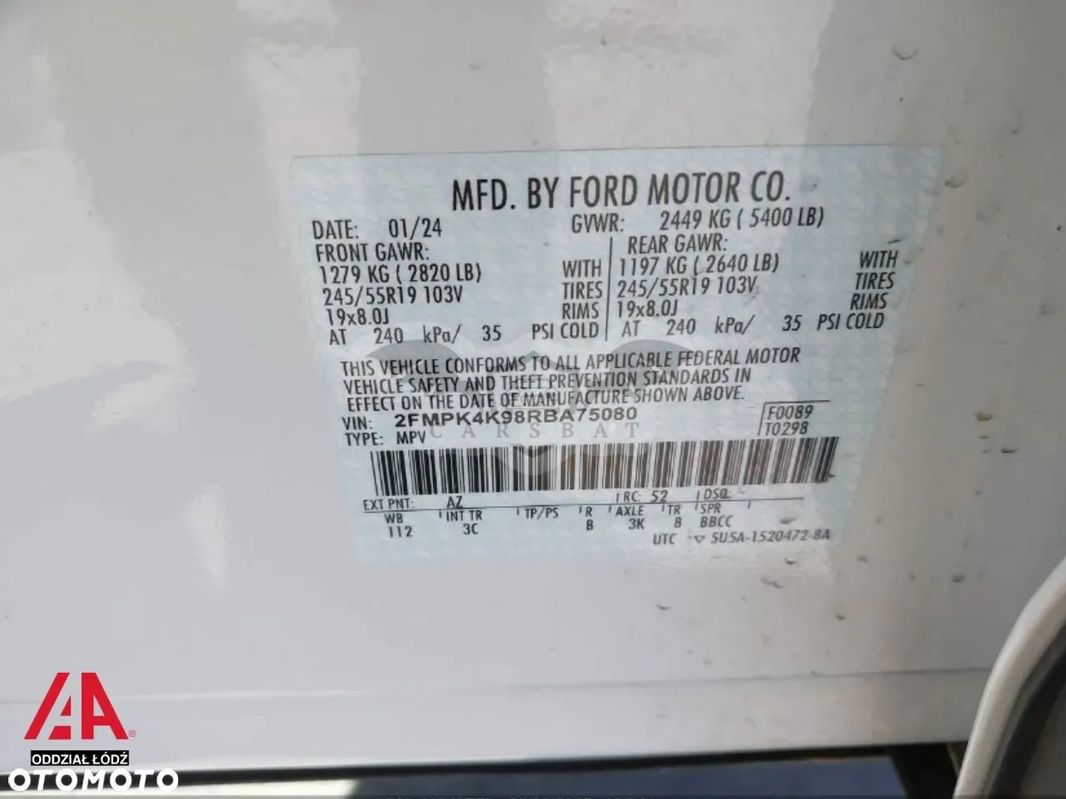 MFD. BY FORD MOTOR CO.
DATE: 01/24 GVWR: 2449 KG ( 5400 LB)
FRONT GAWR: REAR GAWR:
1279 KG ( 2820 LB) WITH 1197 KG ( 2640 LB) WITH
245/55R19 103V TIRES 245/55R19 103V TIRES
19x8.0J RIMS 19x8.0J RIMS
AT 240 kPa/ 35 PSI COLD AT 240 kPa/ 35 PSI COLD
THIS VEHICLE CONFORMS TO ALL APPLICABLE FEDERAL MOTOR
VEHICLE SAFETY AND THEFT PREVENTION STANDARDS IN
EFFECT ON THE DATE OF MANUFACTURE SHOWN ABOVE.
VIN: 2FMPK4K98RBA75080 F0089
TYPE: MPV T0298
CARSBAT
EXT PNT: AZ RC: 52 DSO:
WB INT TR TP/PS R AXLE TR SPR
112 3C B 3K B BBCC
UTC 5U5A-1520472-BA
AA
ODDZIAŁ ŁÓDŹ
OTOMOTO